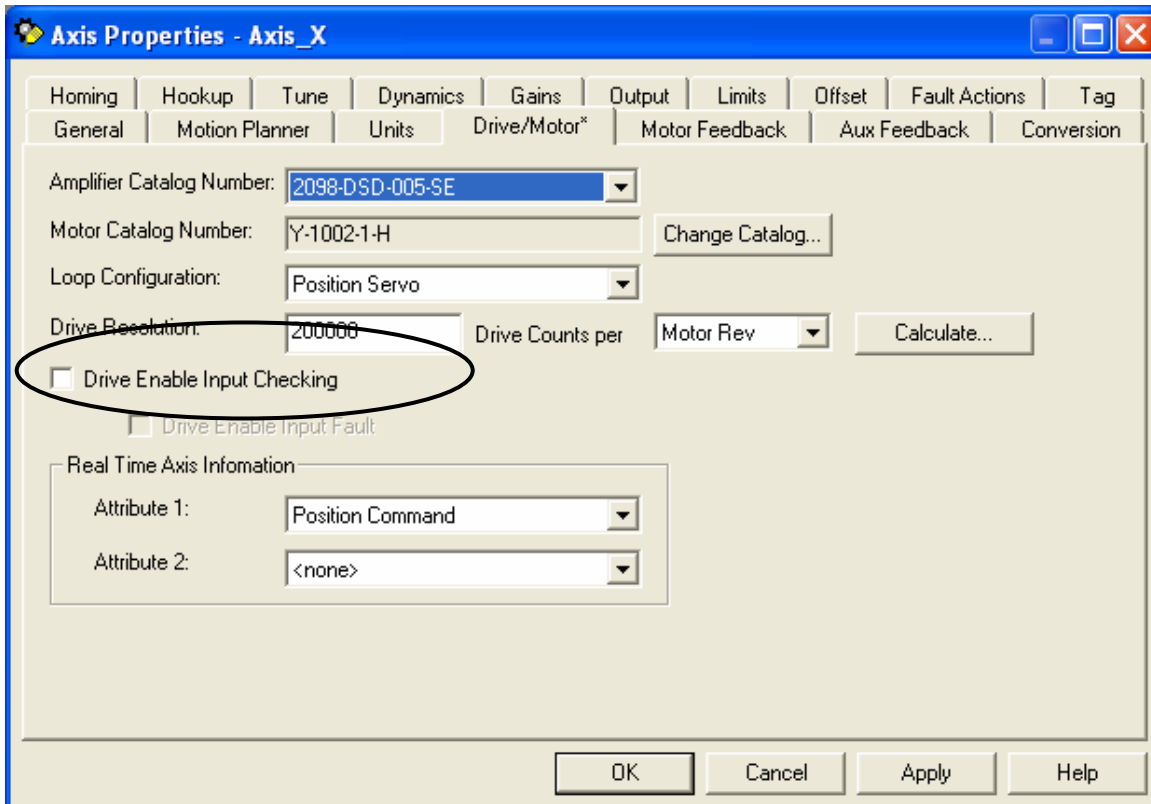 Axis Properties - Axis_X
Homing Hookup Tune Dynamics Gains Output Limits Offset Fault Actions Tag
General Motion Planner Units Drive/Motor* Motor Feedback Aux Feedback Conversion
Amplifier Catalog Number: 2098-DSD-005-SE
Motor Catalog Number: Y-1002-1-H Change Catalog...
Loop Configuration: Position Servo
Drive Resolution: 200000 Drive Counts per Motor Rev Calculate...
Drive Enable Input Checking
Drive Enable Input Fault
Real Time Axis Infomation
Attribute 1: Position Command
Attribute 2: <none>
OK Cancel Apply Help